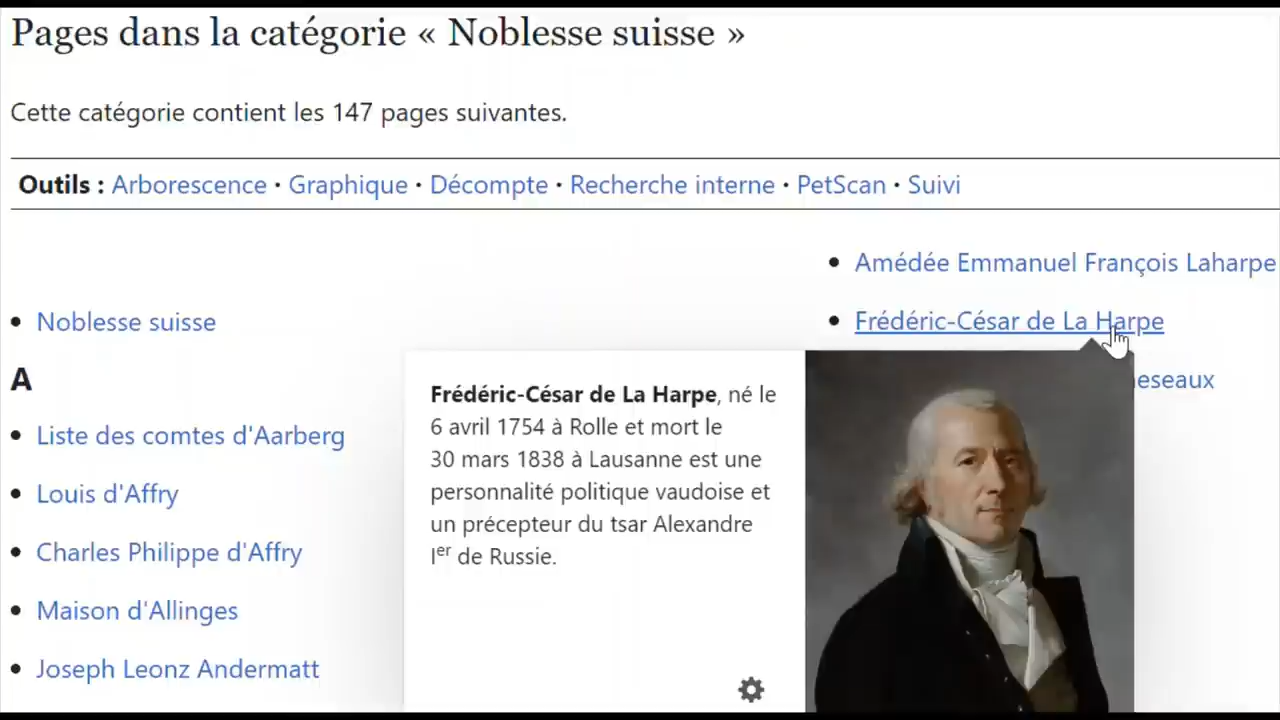 Pages dans la catégorie « Noblesse suisse »
Cette catégorie contient les 147 pages suivantes.
Outils : Arborescence • Graphique • Décompte • Recherche interne • PetScan • Suivi
• Noblesse suisse
A
• Liste des comtes d'Aarberg
• Louis d'Affry
• Charles Philippe d'Affry
• Maison d'Allinges
• Joseph Leonz Andermatt
• Amédée Emmanuel François Laharpe
• Frédéric-César de La Harpe
Frédéric-César de La Harpe, né le
6 avril 1754 à Rolle et mort le
30 mars 1838 à Lausanne est une
personnalité politique vaudoise et
un précepteur du tsar Alexandre
Ier de Russie.